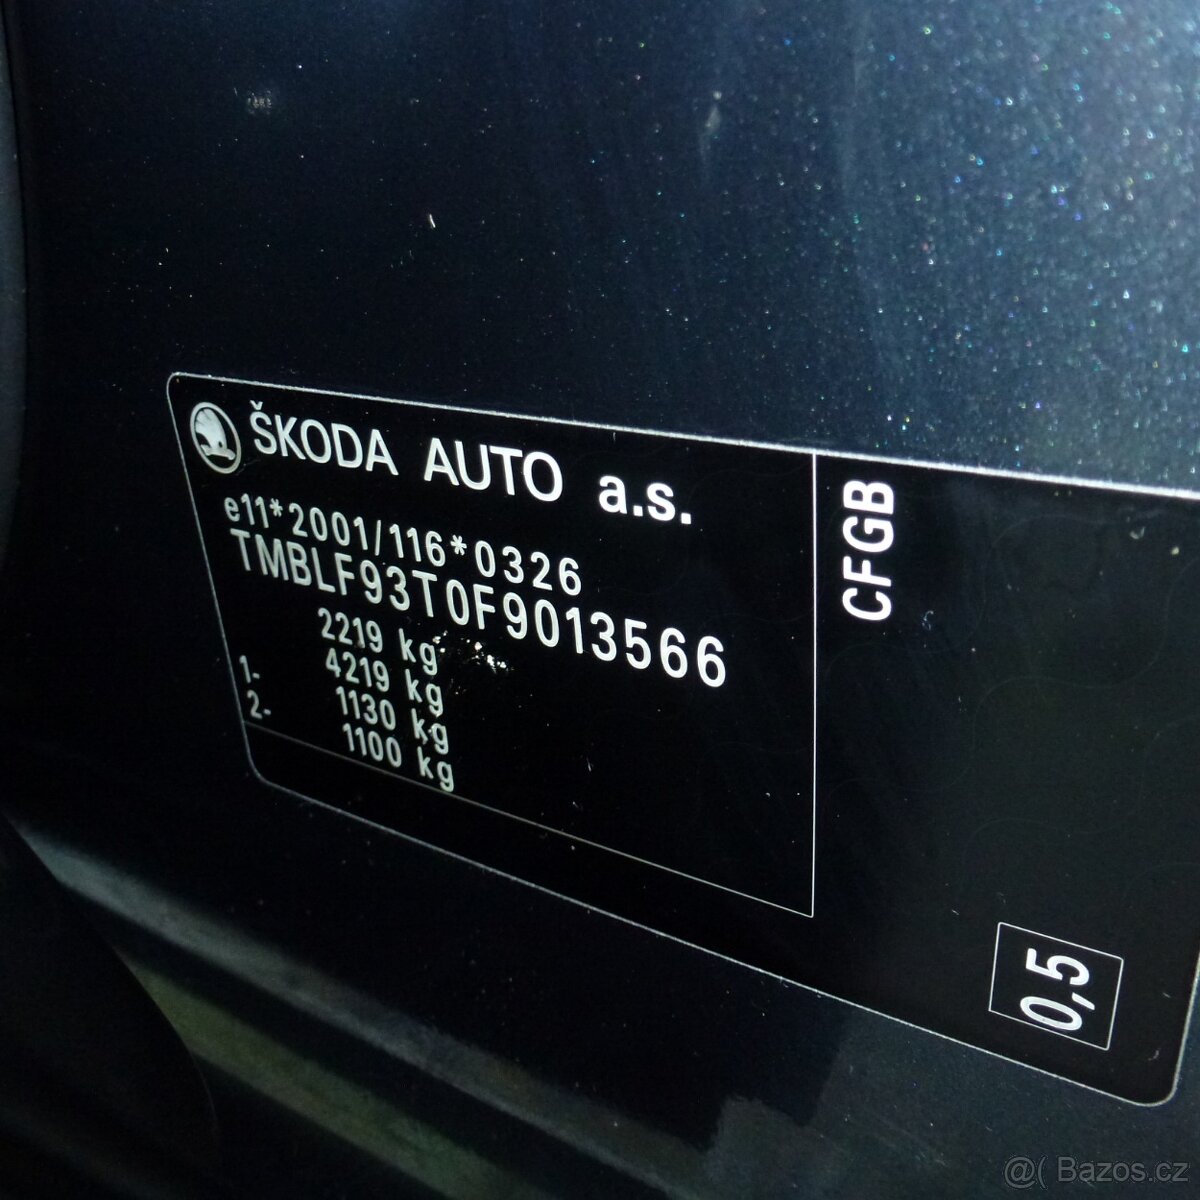 ŠKODA AUTO a.s.
e11*2001/116*0326
TMBLF93T0F9013566
2219 kg
4219 kg
1- 1130 kg
2- 1100 kg
CFGB
0,5
@( Bazos.cz